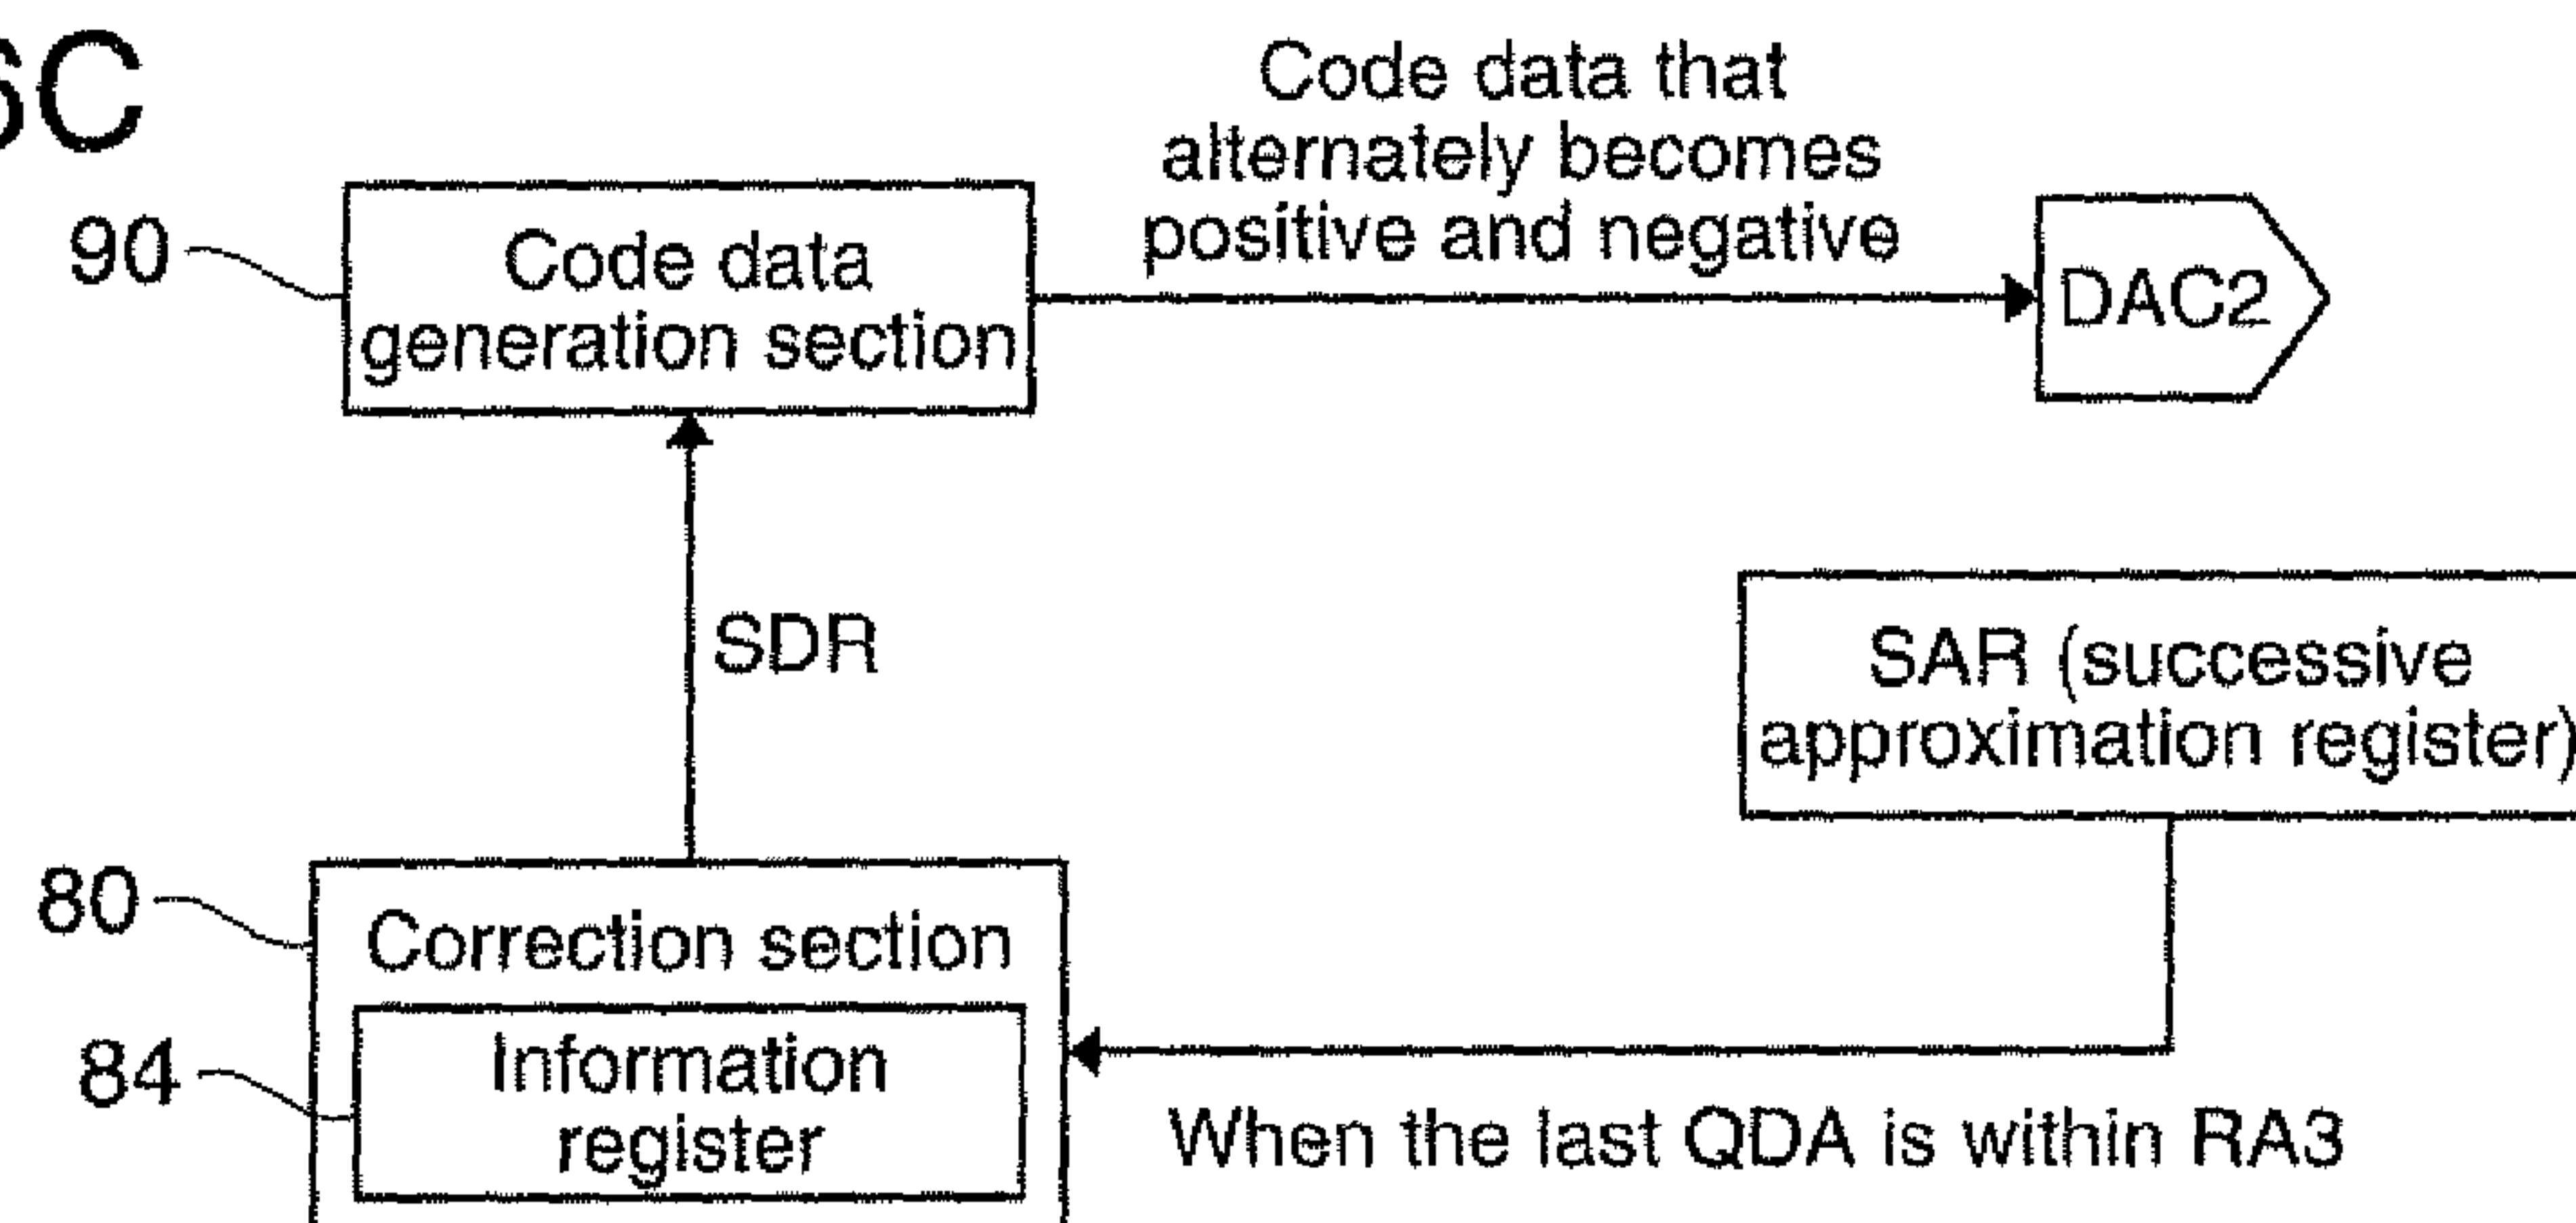 6C
Code data that
alternately becomes
positive and negative
90
Code data
generation section
DAC2
SDR
SAR (successive
approximation register)
80
Correction section
84
Information
register
When the last QDA is within RA3